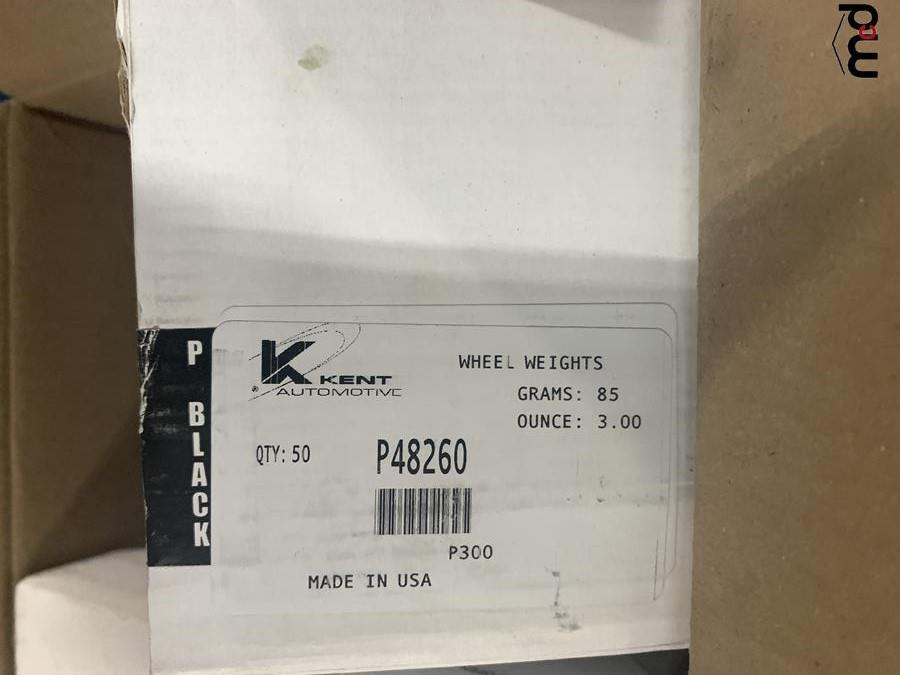 P BLACK
KENT
AUTOMOTIVE
WHEEL WEIGHTS
GRAMS: 85
OUNCE: 3.00
QTY: 50
P48260
P300
MADE IN USA